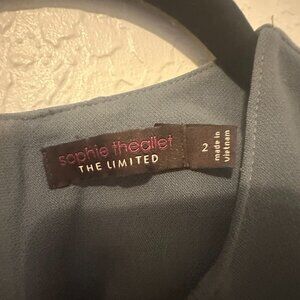 sophie theallet
THE LIMITED
2
made in
vietnam